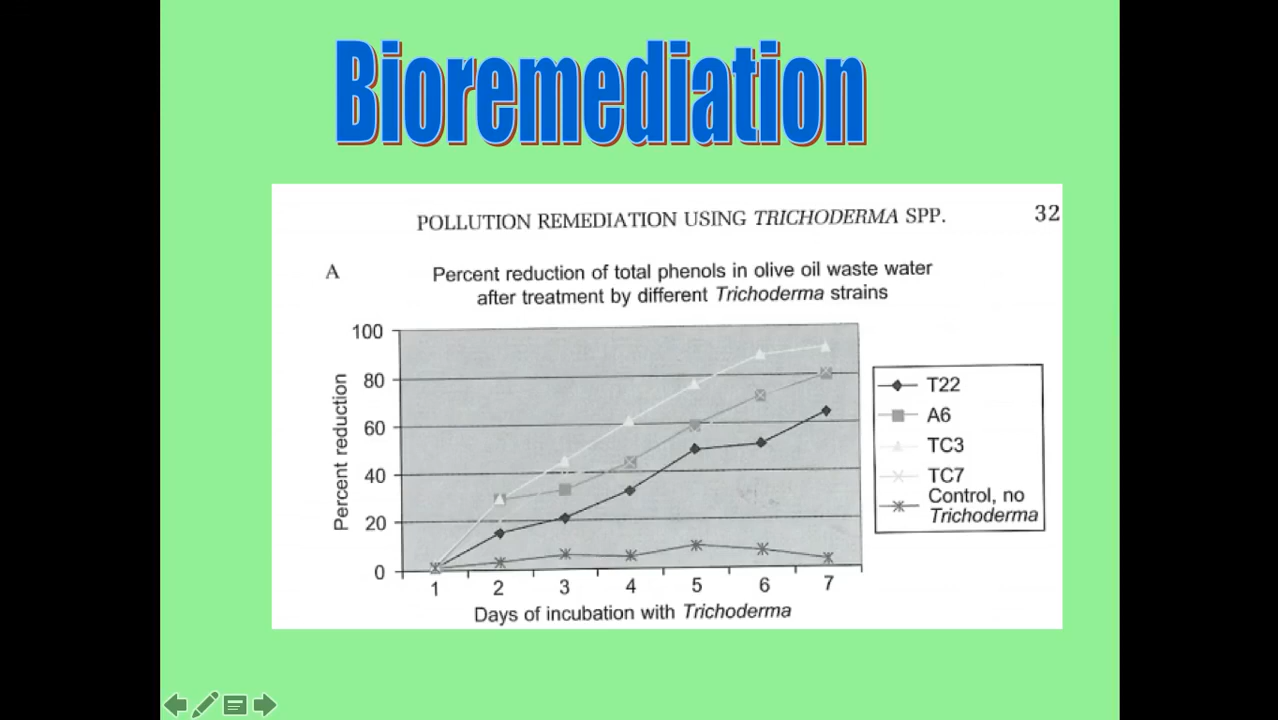 Bioremediation
POLLUTION REMEDIATION USING TRICHODERMA SPP.
32
A
Percent reduction of total phenols in olive oil waste water
after treatment by different Trichoderma strains
Percent reduction
100
80
60
40
20
0
1 2 3 4 5 6 7
Days of incubation with Trichoderma
T22
A6
TC3
TC7
Control, no
Trichoderma